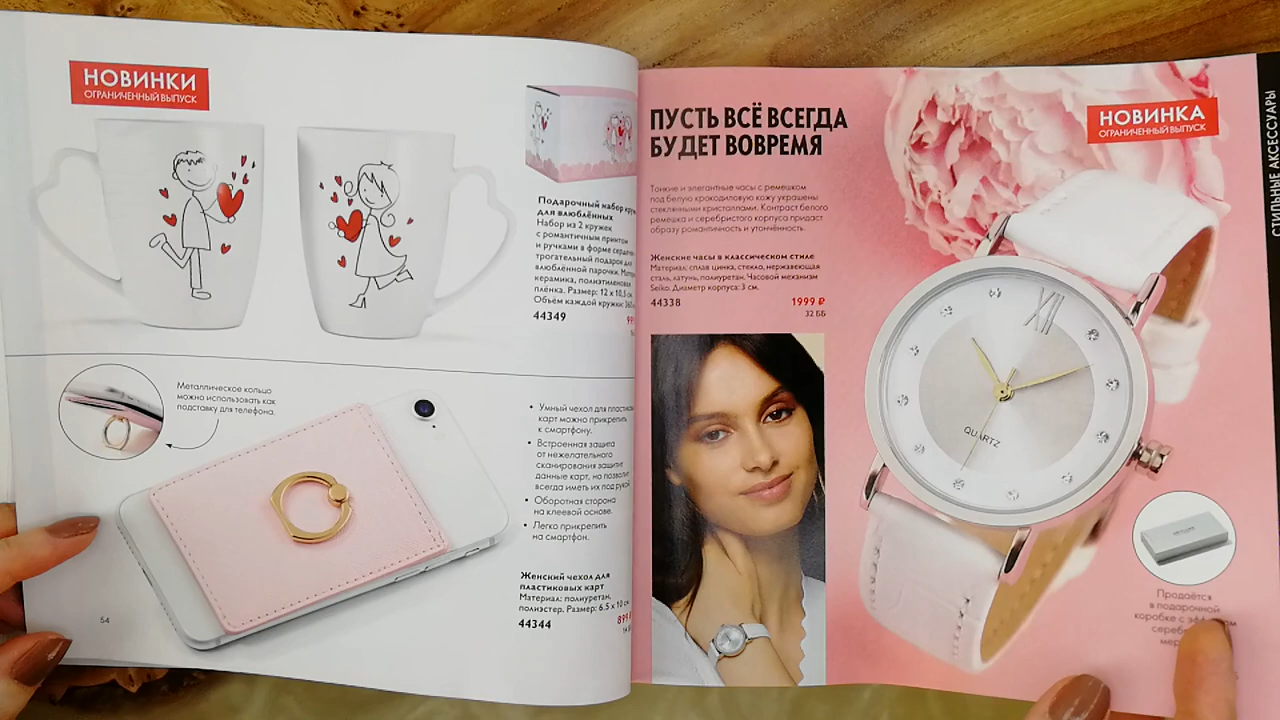 НОВИНКИ
ОГРАНИЧЕННЫЙ ВЫПУСК
Подарочный набор
для влюблённых
Набор из 2 кружек
с романтичным принтом
и ручками в форме
трогательный подарок для
влюблённой парочки.
керамика, полиэтиленовая
плёнка. Размер: 12 x 10,5
Объём каждой кружки:
44349
Металлическое кольцо
можно использовать как
подставку для телефона.
• Умный чехол для
карт можно прикрепить
к смартфону.
• Встроенная защита
от нежелательного
сканирования защитит
данные карт, но позволит
всегда иметь их под рукой
• Оборотная сторона
на клеевой основе.
• Легко прикрепить
на смартфон.
Женский чехол для
пластиковых карт
Материал: полиуретан,
полиэстер. Размер: 6.5 x 10 см.
44344
899
54
ПУСТЬ ВСЁ ВСЕГДА
БУДЕТ ВОВРЕМЯ
НОВИНКА
ОГРАНИЧЕННЫЙ ВЫПУСК
СТИЛЬНЫЕ АКСЕССУАРЫ
Тонкие и элегантные часы с ремешком
под белую крокодиловую кожу украшены
стеклянными кристаллами. Контраст белого
ремешка и серебристого корпуса придаст
образу романтичность и утончённость.
Женские часы в классическом стиле
Материал: сплав цинка, стекло, нержавеющая
сталь, латунь, полиуретан. Часовой механизм
Seiko. Диаметр корпуса: 3 см.
44338
1999 ₽
32 ББ
XII
QUARTZ
Продаётся
в подарочной
коробке с